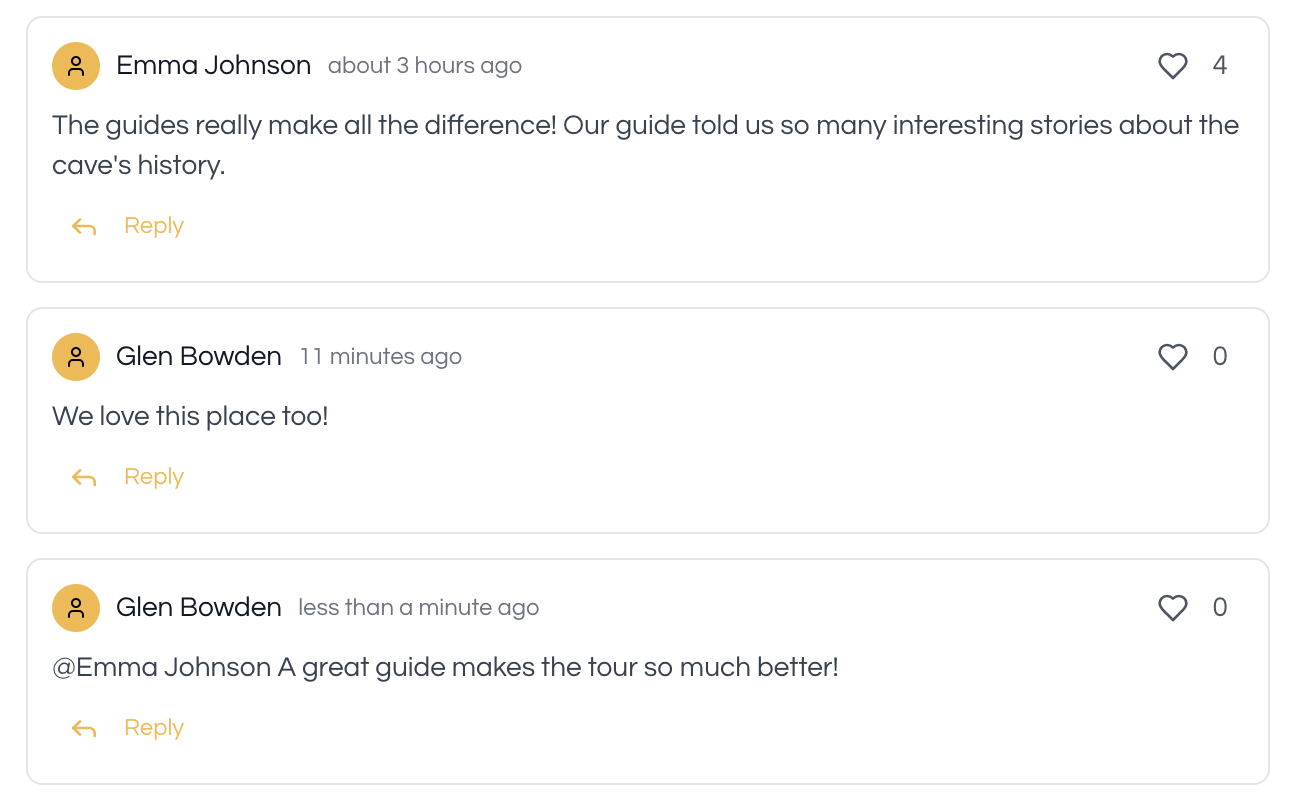 Emma Johnson about 3 hours ago 4
The guides really make all the difference! Our guide told us so many interesting stories about the
cave's history.
Reply
Glen Bowden 11 minutes ago 0
We love this place too!
Reply
Glen Bowden less than a minute ago 0
@Emma Johnson A great guide makes the tour so much better!
Reply